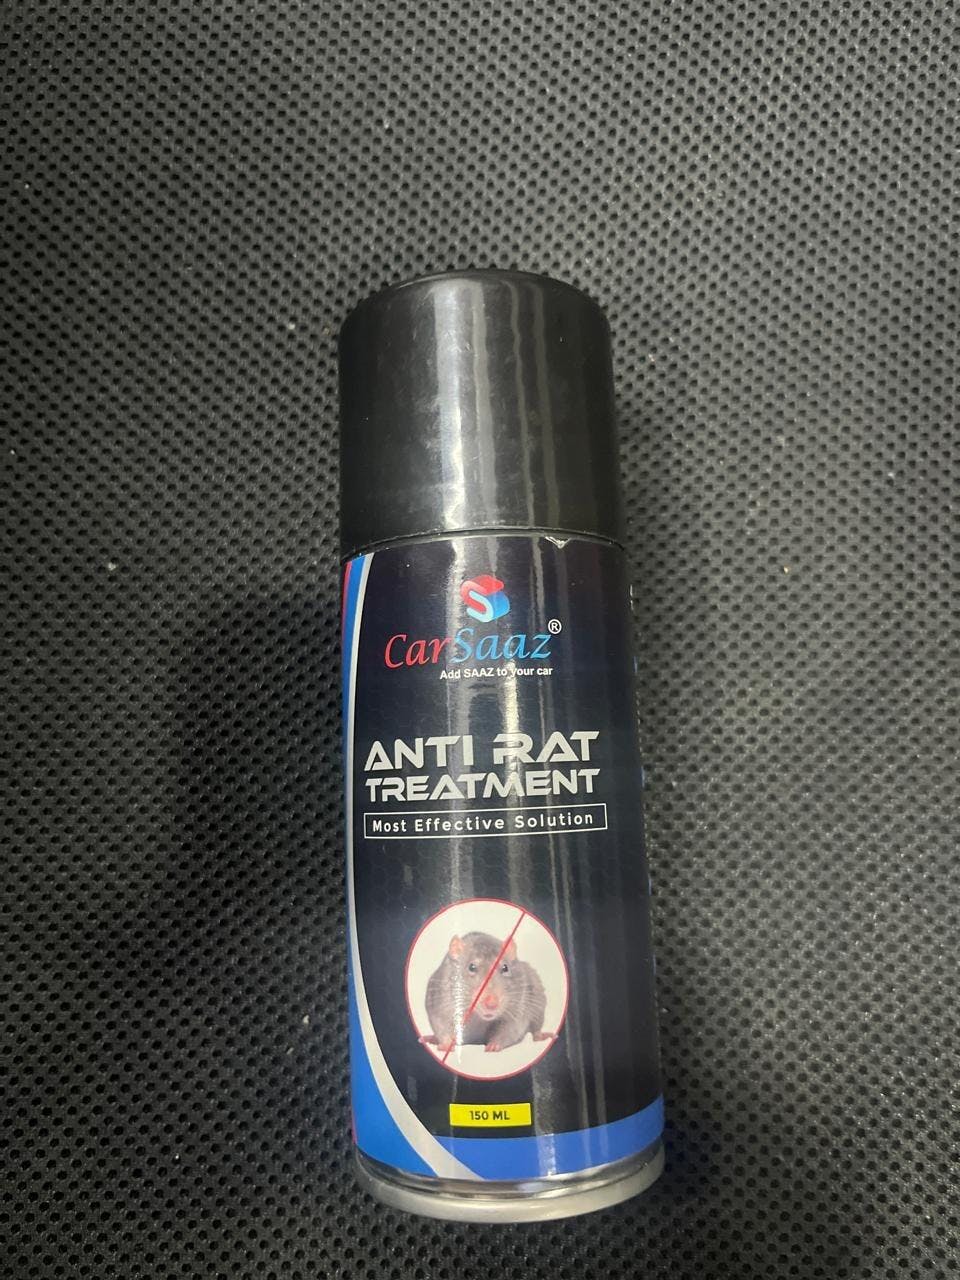 CarSaaz®
Add SAAZ to your car
ANTI RAT
TREATMENT
Most Effective Solution
150 ML